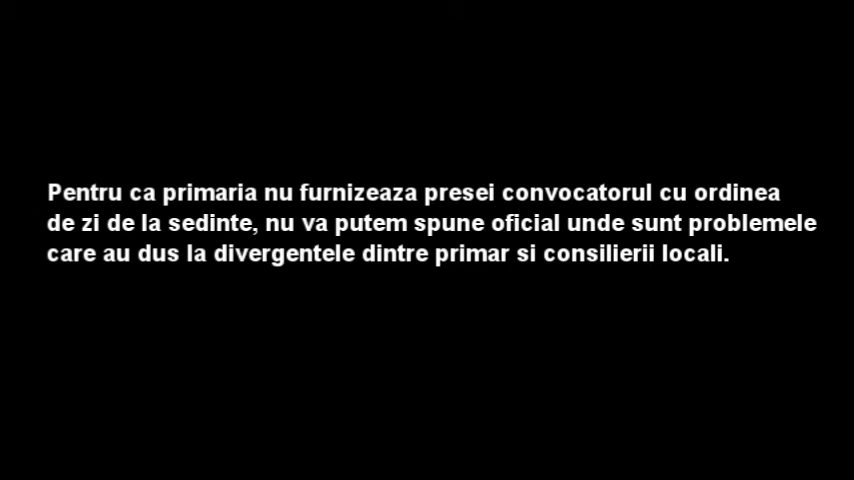 Pentru ca primaria nu furnizeaza presei convocatorul cu ordinea
de zi de la sedinte, nu va putem spune oficial unde sunt problemele
care au dus la divergentele dintre primar si consilierii locali.